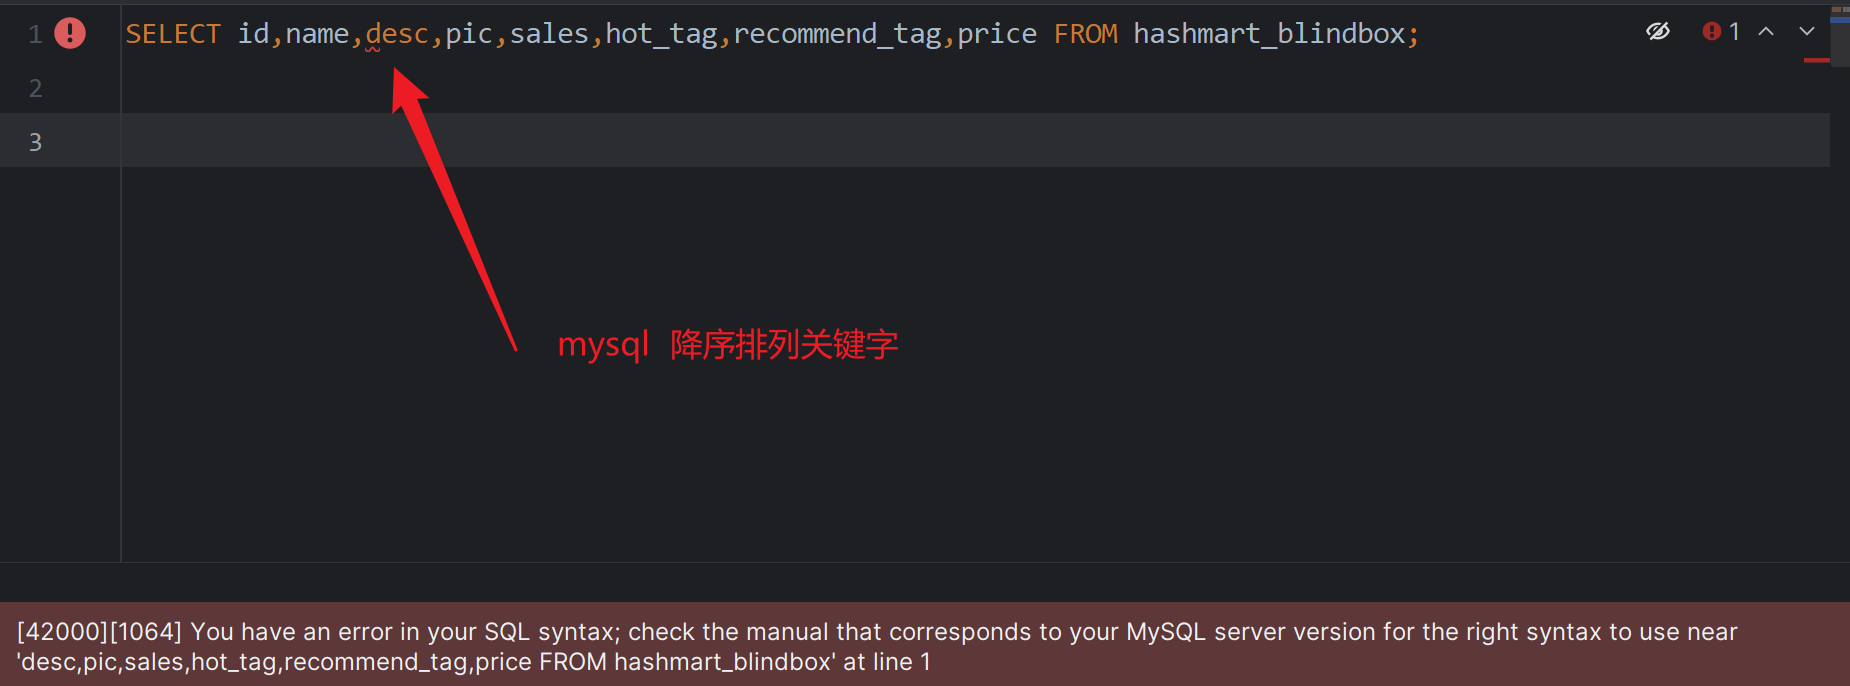 1 SELECT id,name,desc,pic,sales,hot_tag,recommend_tag,price FROM hashmart_blindbox; 1
2
3
mysql 降序排列关键字
[42000][1064] You have an error in your SQL syntax; check the manual that corresponds to your MySQL server version for the right syntax to use near
'desc,pic,sales,hot_tag,recommend_tag,price FROM hashmart_blindbox' at line 1